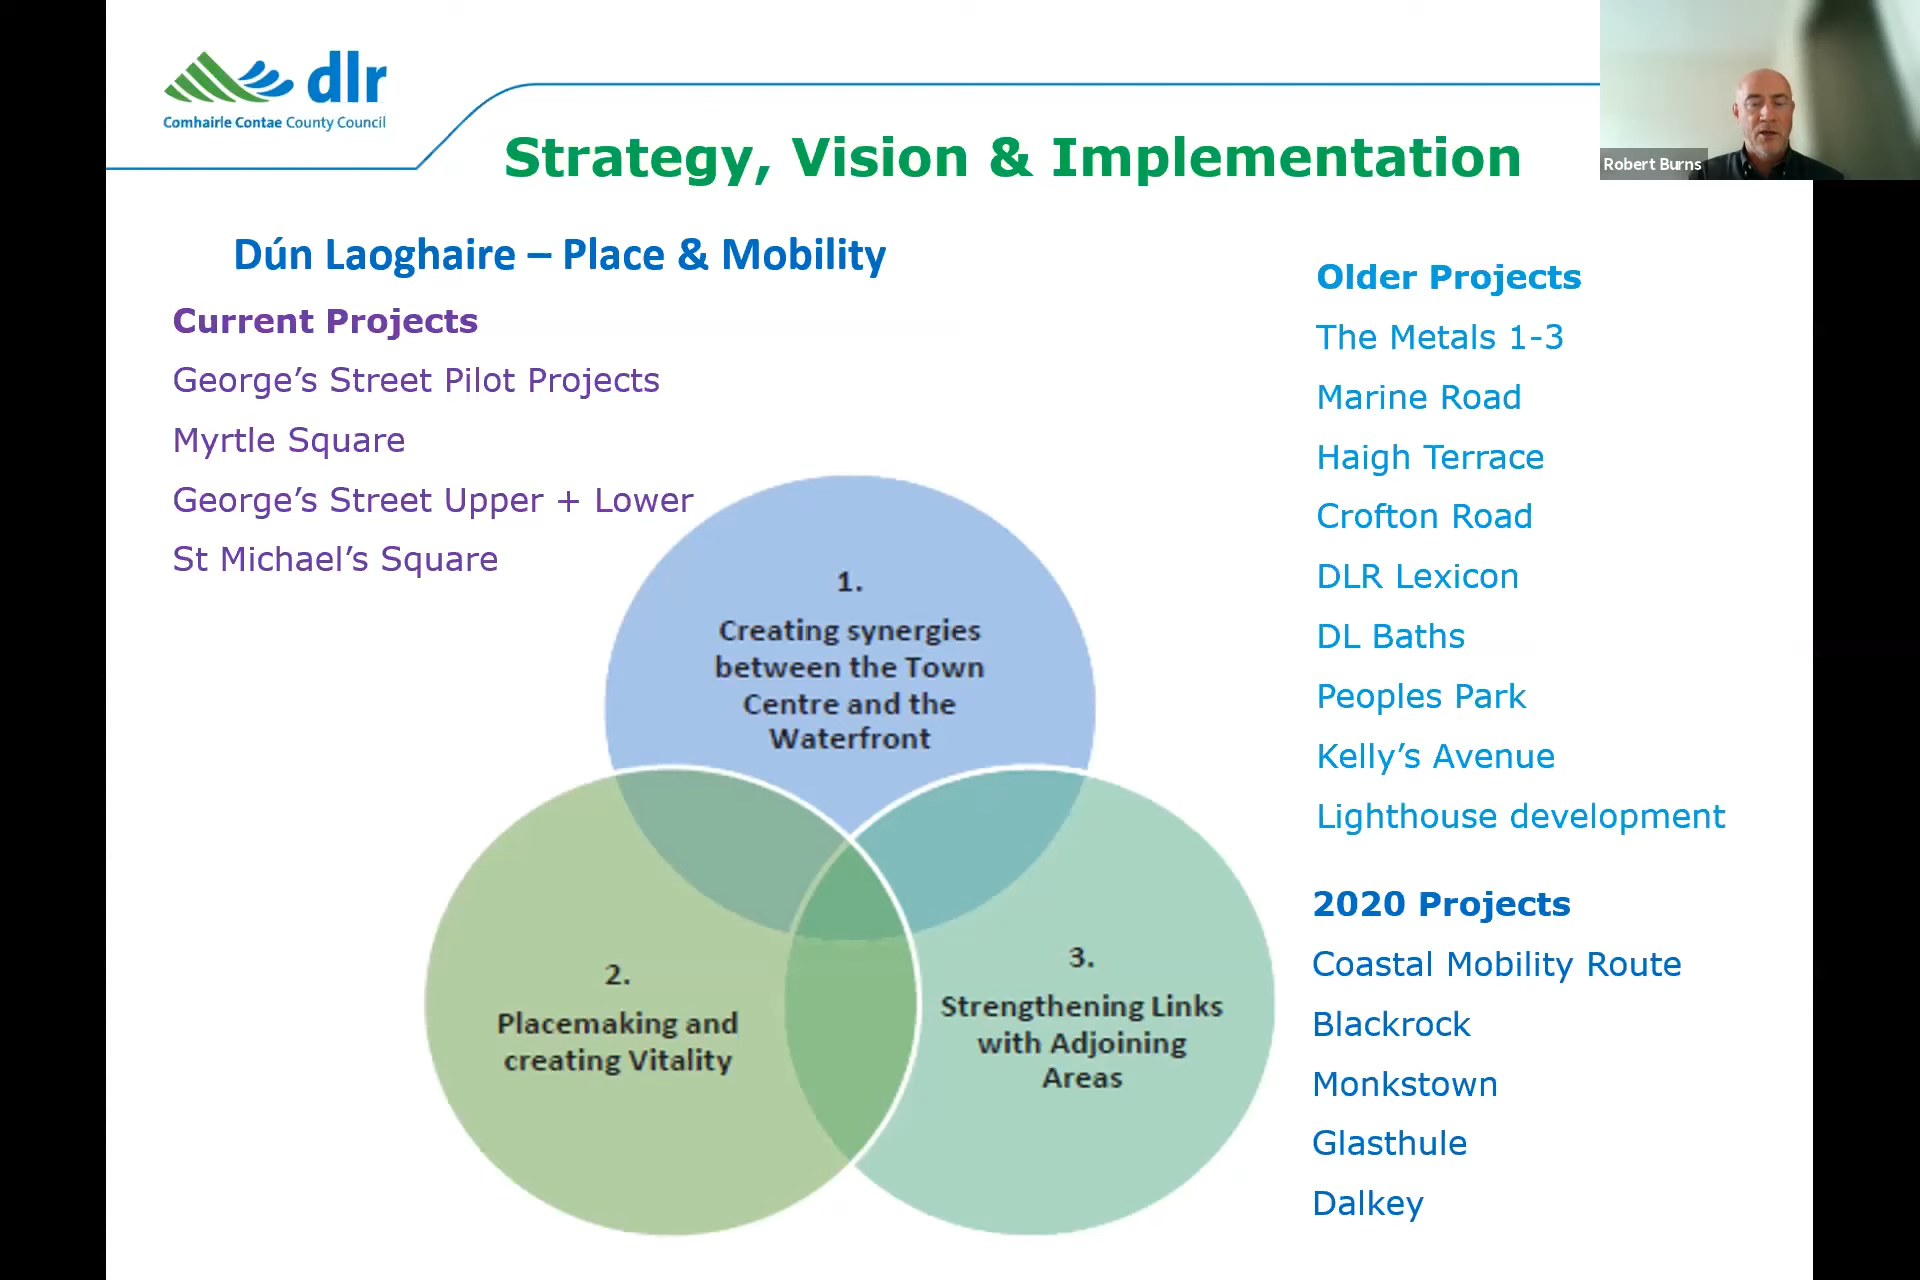 dlr
Comhairle Contae County Council
Strategy, Vision & Implementation
Robert Burns
Dún Laoghaire – Place & Mobility
Current Projects
George’s Street Pilot Projects
Myrtle Square
George’s Street Upper + Lower
St Michael’s Square
1.
Creating synergies
between the Town
Centre and the
Waterfront
2.
Placemaking and
creating Vitality
3.
Strengthening Links
with Adjoining
Areas
Older Projects
The Metals 1-3
Marine Road
Haigh Terrace
Crofton Road
DLR Lexicon
DL Baths
Peoples Park
Kelly’s Avenue
Lighthouse development
2020 Projects
Coastal Mobility Route
Blackrock
Monkstown
Glasthule
Dalkey